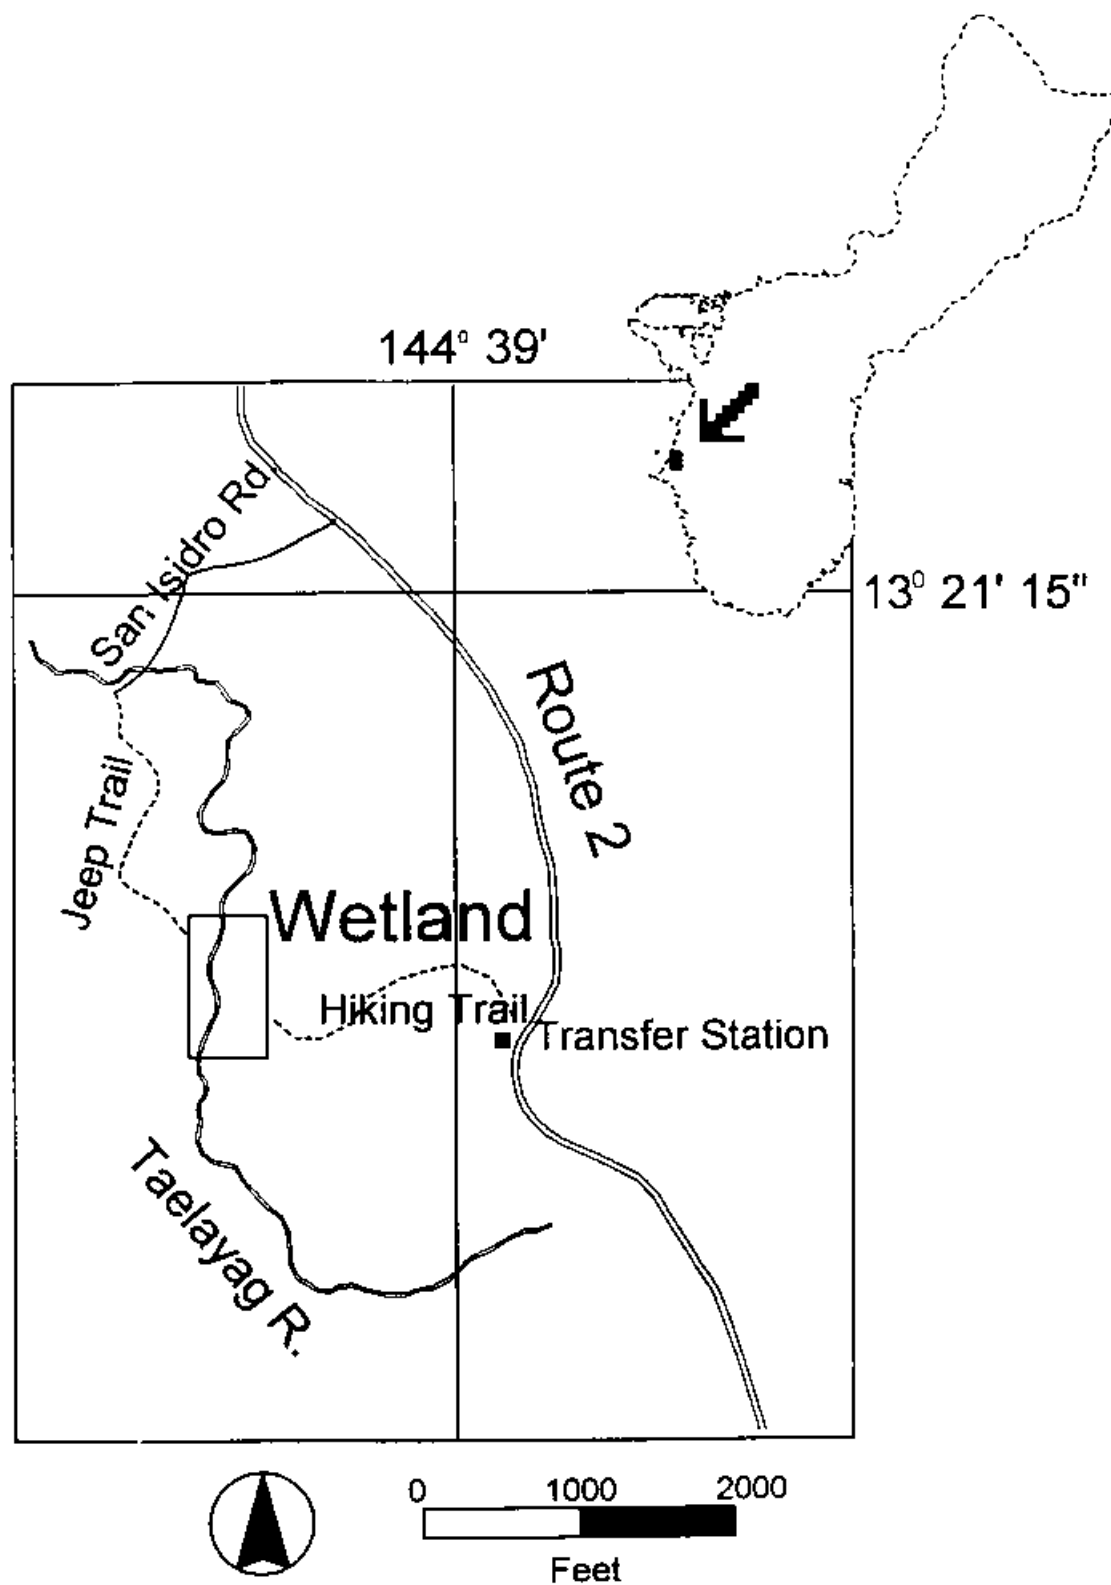 144° 39'
San Isidro Rd
13° 21' 15"
Route 2
Jeep Trail
Wetland
Hiking Trail
Transfer Station
Taelayag R.
0 1000 2000
Feet